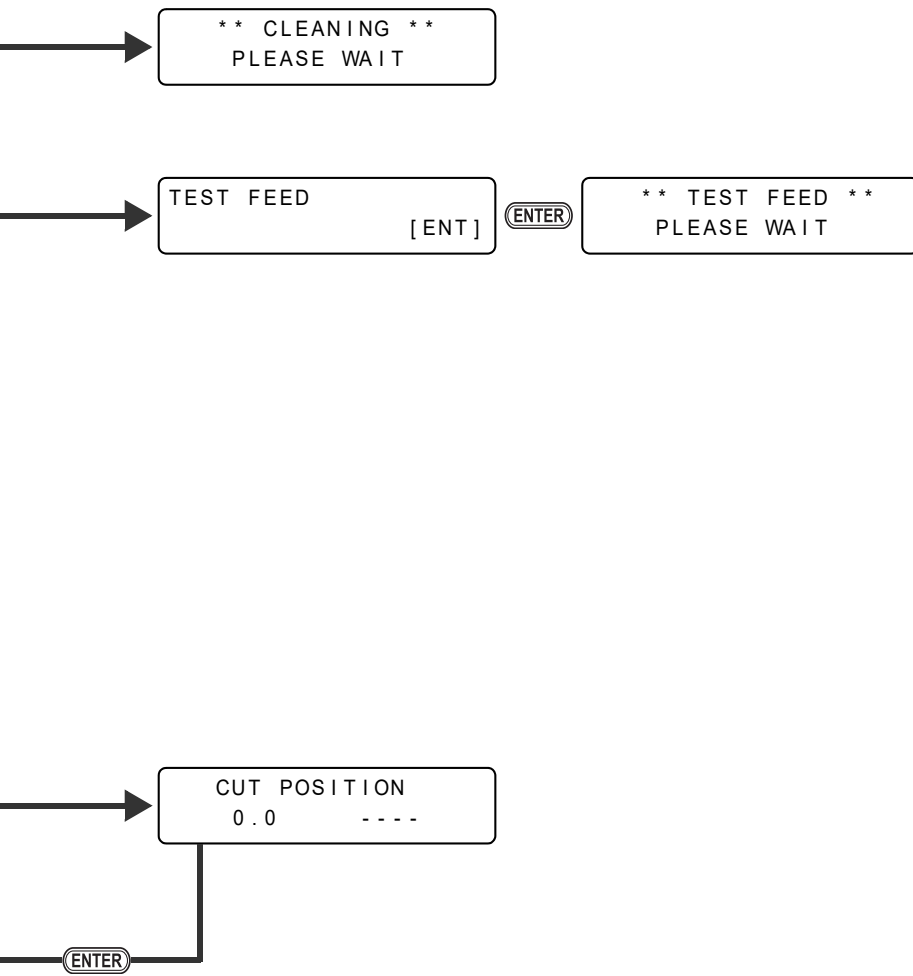 ** CLEANING **
PLEASE WAIT
TEST FEED
[ENT]
ENTER
** TEST FEED **
PLEASE WAIT
CUT POSITION
0.0 ----
ENTER